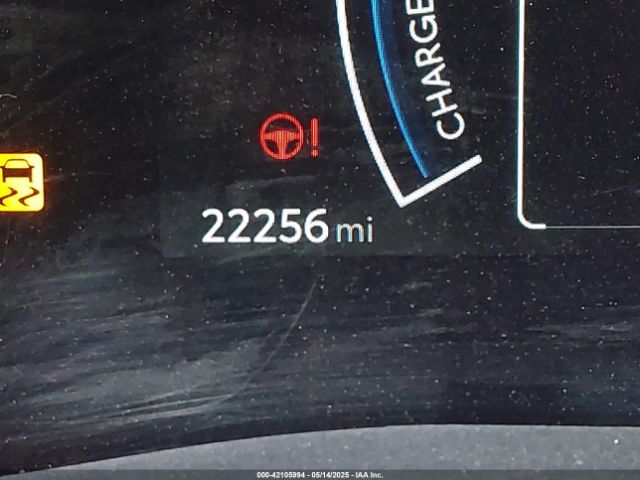 CHARGE
!
22256 mi
000-42105994 - 05/14/2025 - IAA Inc.